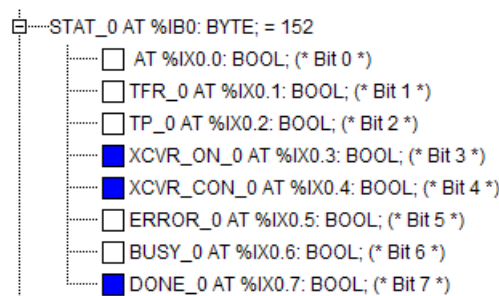 STAT_0 AT %IB0: BYTE; = 152
AT %IX0.0: BOOL; (* Bit 0 *)
TFR_0 AT %IX0.1: BOOL; (* Bit 1 *)
TP_0 AT %IX0.2: BOOL; (* Bit 2 *)
XCVR_ON_0 AT %IX0.3: BOOL; (* Bit 3 *)
XCVR_CON_0 AT %IX0.4: BOOL; (* Bit 4 *)
ERROR_0 AT %IX0.5: BOOL; (* Bit 5 *)
BUSY_0 AT %IX0.6: BOOL; (* Bit 6 *)
DONE_0 AT %IX0.7: BOOL; (* Bit 7 *)